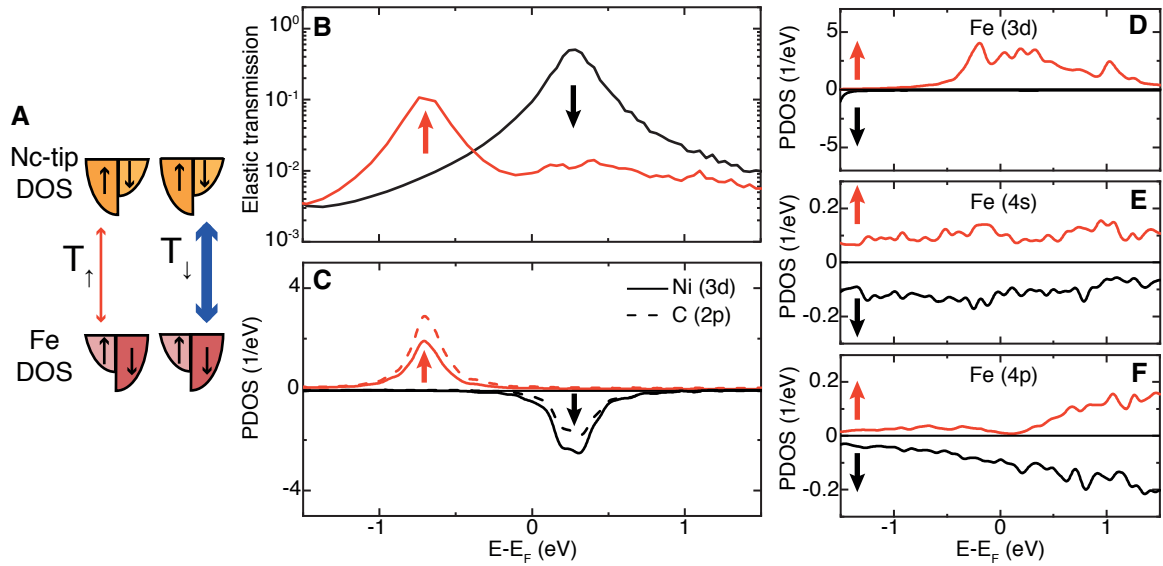 A
Nc-tip
DOS
T↑
T↓
Fe
DOS
B
Elastic transmission
10^0
10^-1
10^-2
10^-3
C
Ni (3d)
C (2p)
PDOS (1/eV)
4
0
-4
-1
0
1
E-E_F (eV)
D
Fe (3d)
PDOS (1/eV)
5
0
-5
E
Fe (4s)
PDOS (1/eV)
0.2
0
-0.2
F
Fe (4p)
PDOS (1/eV)
0.2
0
-0.2
-1
0
1
E-E_F (eV)